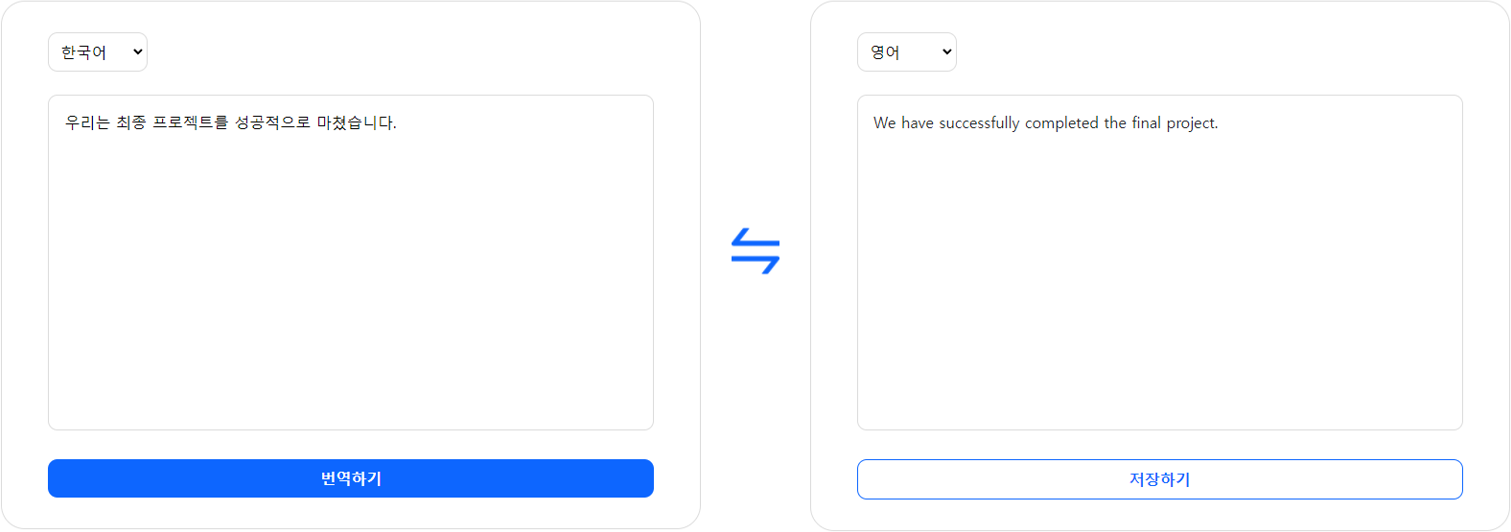 한국어
우리는 최종 프로젝트를 성공적으로 마쳤습니다.
번역하기
영어
We have successfully completed the final project.
저장하기